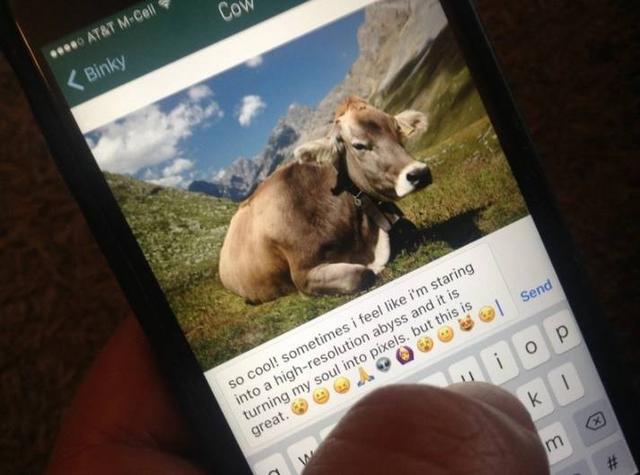 AT&T M-Cell
Cow
Binky
so cool! sometimes i feel like i'm staring
into a high-resolution abyss and it is
turning my soul into pixels. but this is
great. 😵😐😑🙏👽🙆😵😐😻😉
Send
u i o p
k l
m
#